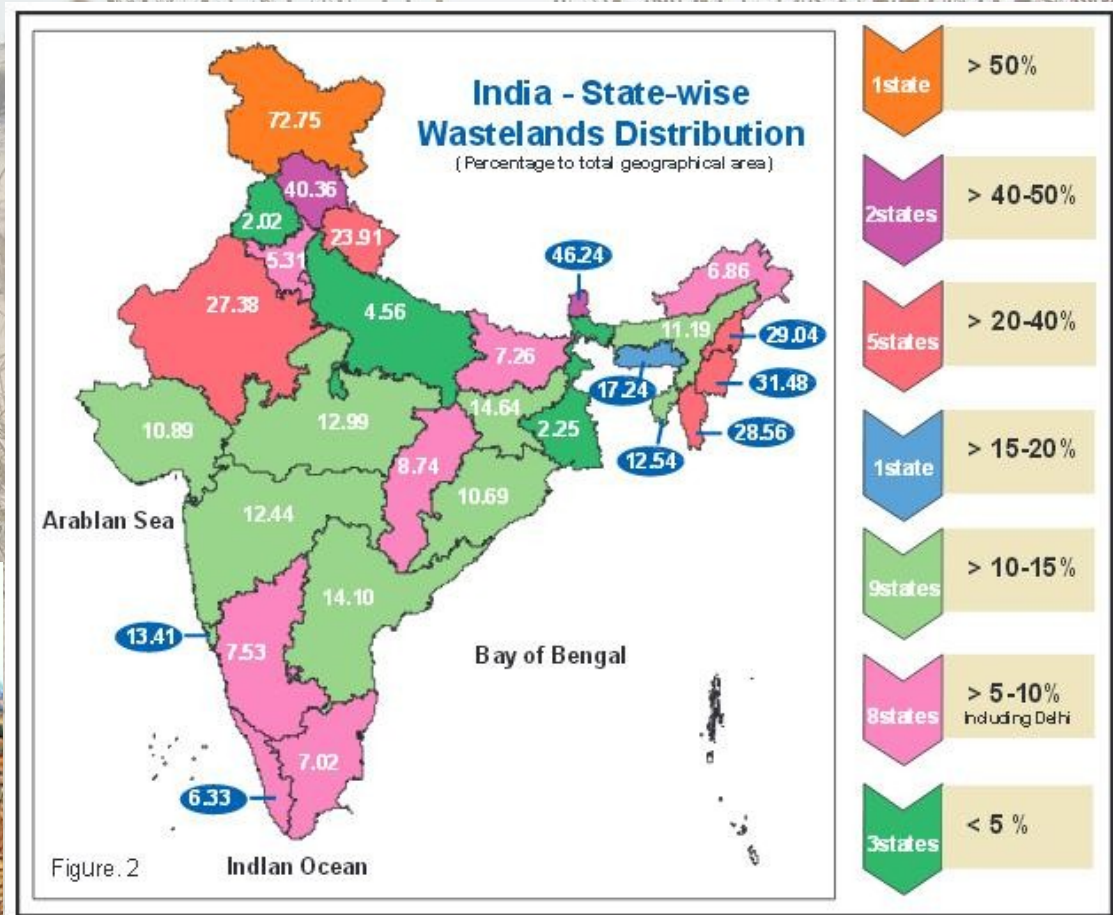 India - State-wise
Wastelands Distribution
(Percentage to total geographical area)
72.75
40.36
2.02
23.91
5.31
46.24
6.86
27.38
4.56
11.19
29.04
7.26
17.24
31.48
14.64
10.89
12.99
2.25
28.56
12.54
8.74
10.69
Arabian Sea
12.44
14.10
13.41
7.53
Bay of Bengal
7.02
6.33
Figure. 2
Indian Ocean
1state
> 50%
2states
> 40-50%
5states
> 20-40%
1state
> 15-20%
9states
> 10-15%
8states
> 5-10%
Including Delhi
3states
< 5 %